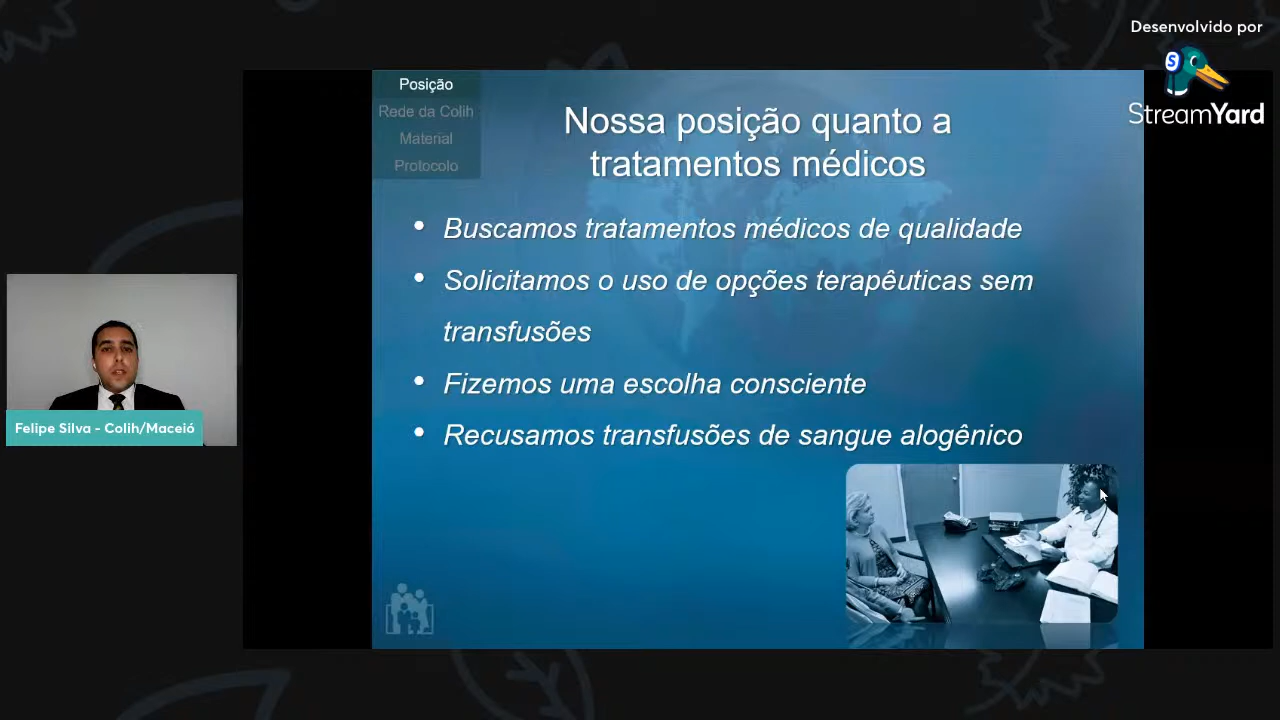 Desenvolvido por
StreamYard
Posição
Rede da Colih
Material
Protocolo
Nossa posição quanto a
tratamentos médicos
• Buscamos tratamentos médicos de qualidade
• Solicitamos o uso de opções terapêuticas sem
transfusões
• Fizemos uma escolha consciente
• Recusamos transfusões de sangue alogênico
Felipe Silva - Colih/Maceió